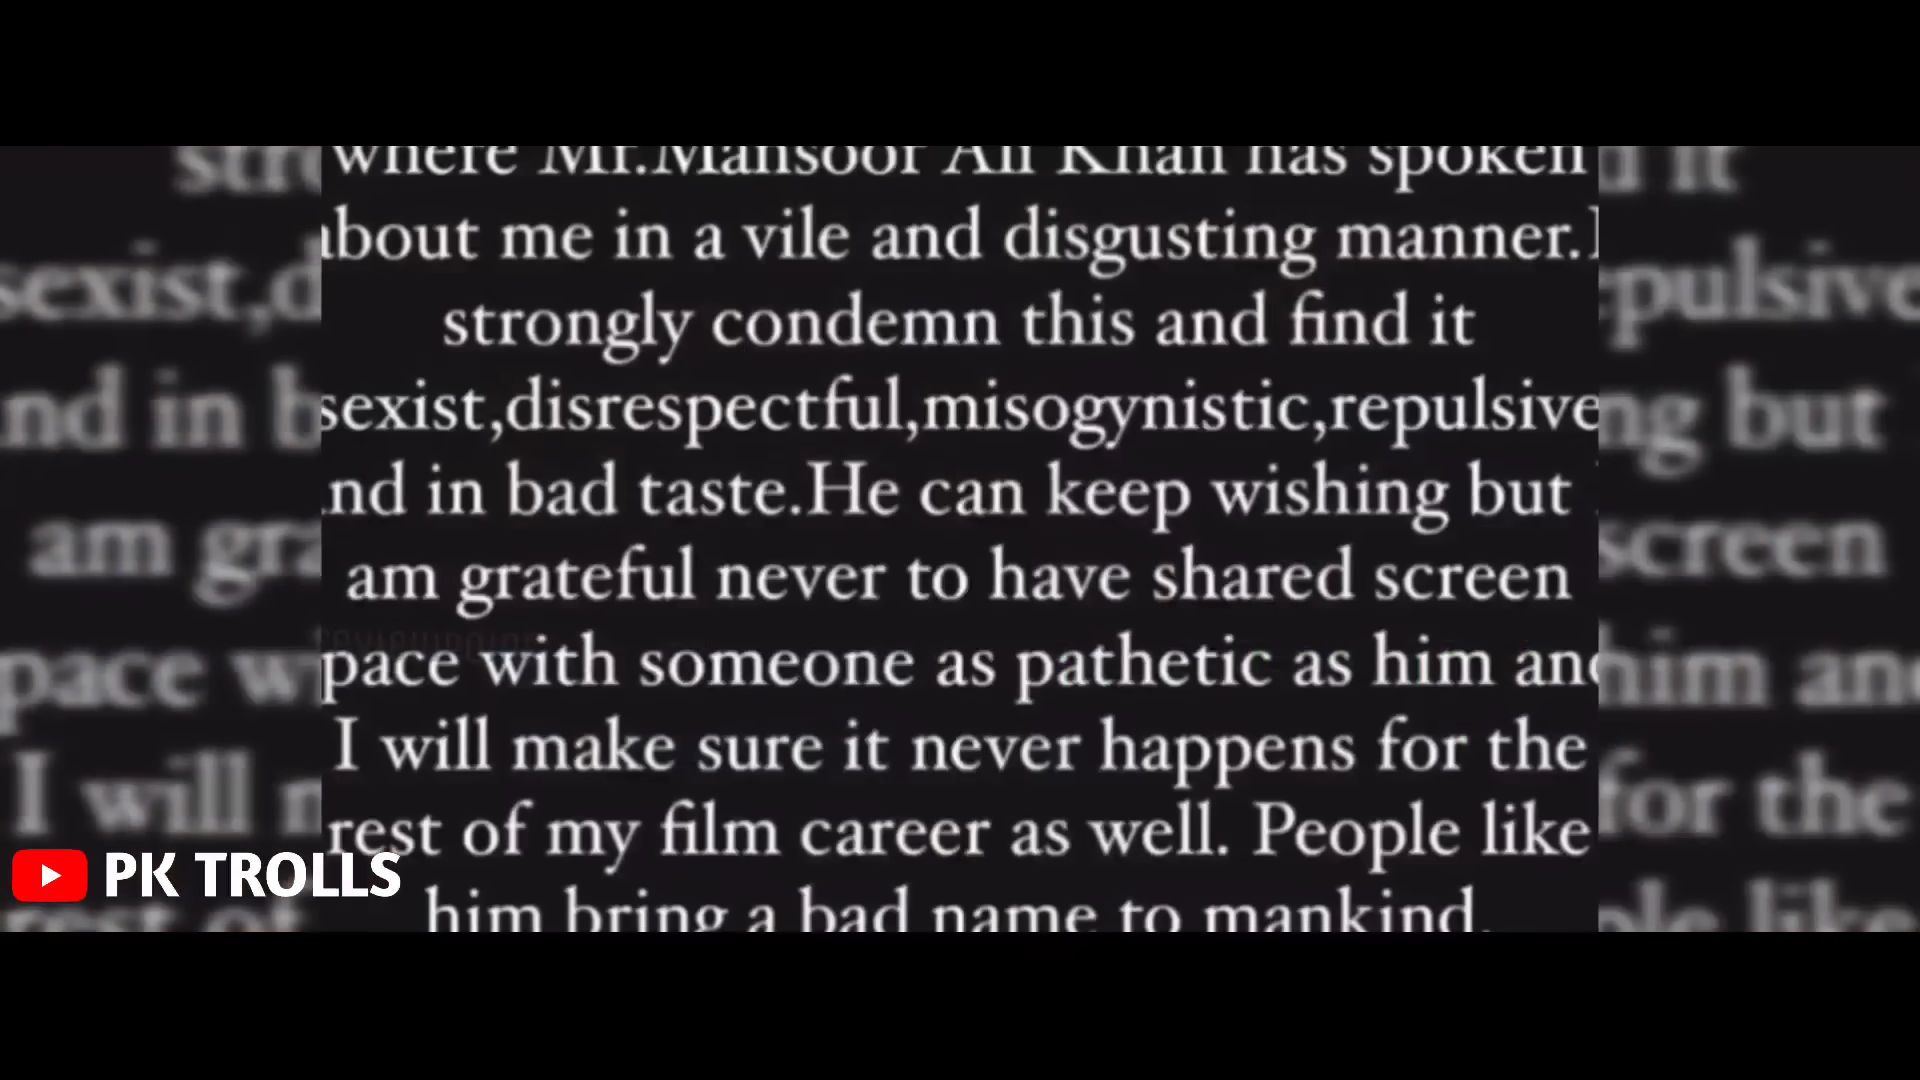 where Mr.Mansoor Ali Khan has spoken
about me in a vile and disgusting manner.I
strongly condemn this and find it
sexist,disrespectful,misogynistic,repulsive
nd in bad taste.He can keep wishing but
am grateful never to have shared screen
pace with someone as pathetic as him and
I will make sure it never happens for the
rest of my film career as well. People like
him bring a bad name to mankind.
PK TROLLS